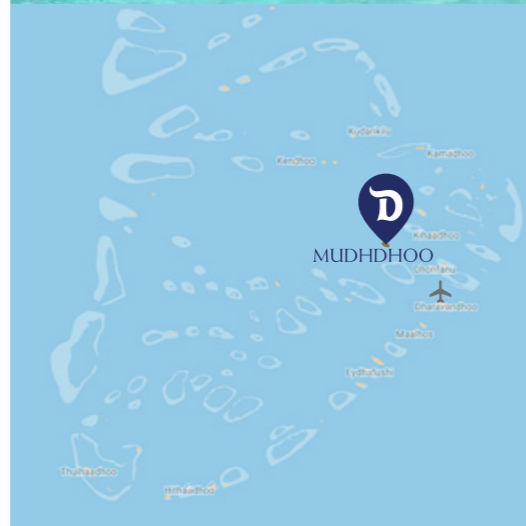 Kudarikilu
Kamadhoo
Kendhoo
D
Kihaadhoo
MUDHDHOO
Dhonfanu
Dharavandhoo
Maalhos
Eydhafushi
Thulhaadhoo
Hithaadhoo